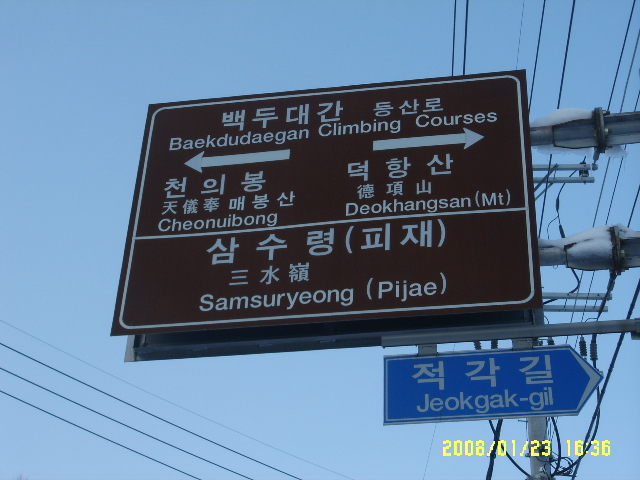 백두대간 등산로
Baekdudaegan Climbing Courses
천의봉
天儀奉 매봉산
Cheonuibong
덕항산
德項山
Deokhangsan(Mt)
삼수령(피재)
三水嶺
Samsuryeong (Pijae)
적각길
Jeokgak-gil
2008/01/23 16:36